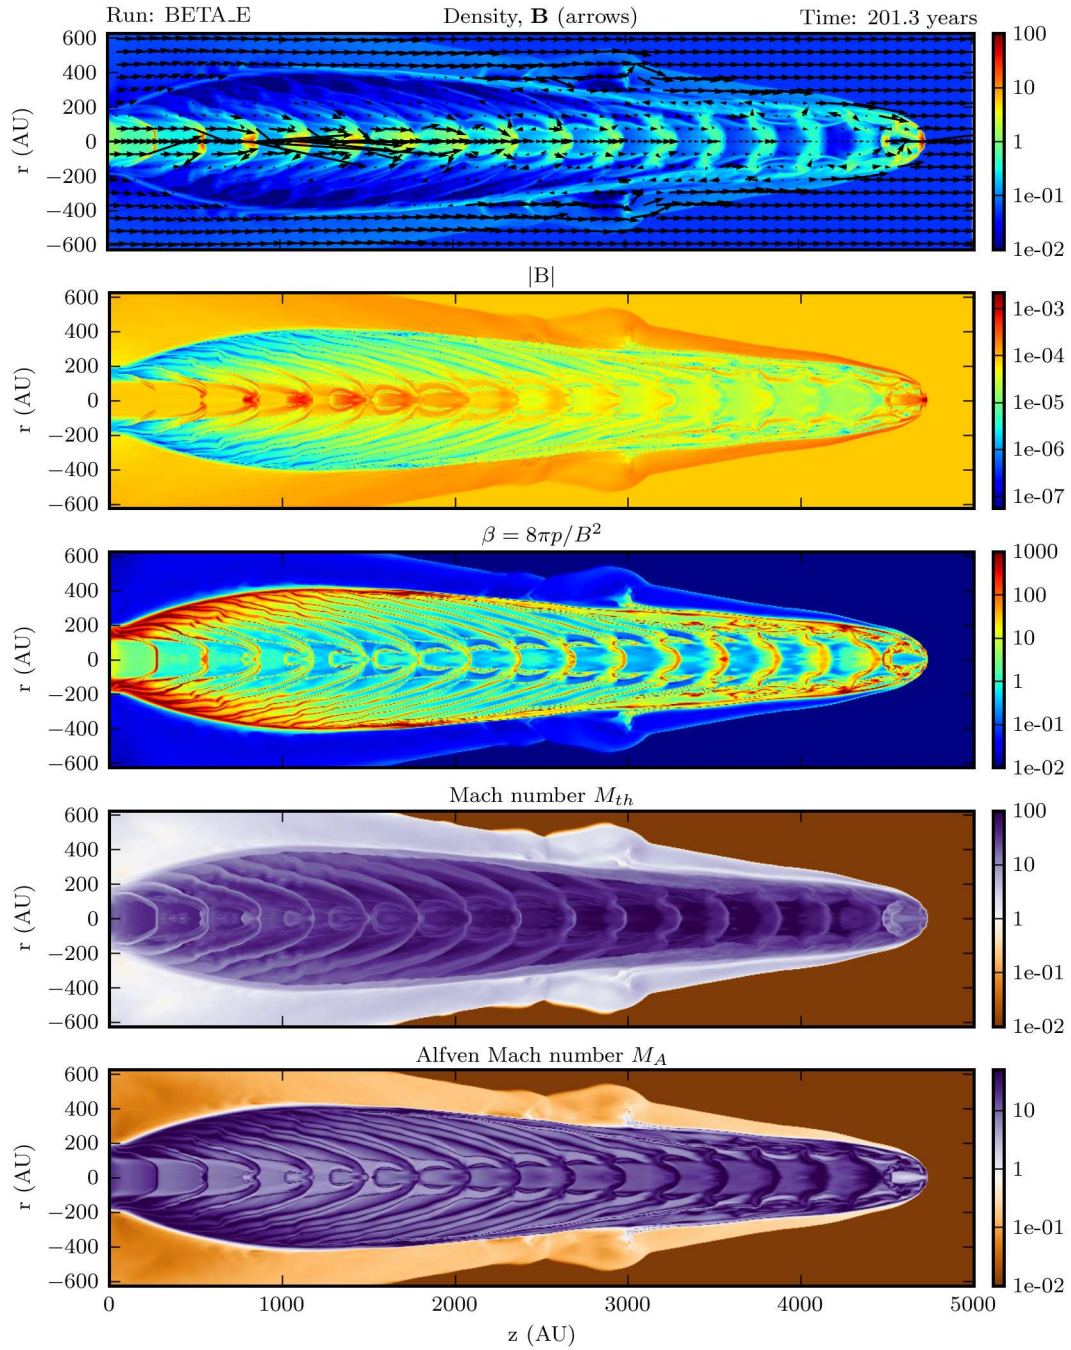 Run: BETA_E Density, B (arrows) Time: 201.3 years
600
400
200
0
−200
−400
−600
r (AU)
100
10
1
1e-01
1e-02
|B|
600
400
200
0
−200
−400
−600
r (AU)
1e-03
1e-04
1e-05
1e-06
1e-07
β = 8πp/B²
600
400
200
0
−200
−400
−600
r (AU)
1000
100
10
1
1e-01
1e-02
Mach number M_th
600
400
200
0
−200
−400
−600
r (AU)
100
10
1
1e-01
1e-02
Alfven Mach number M_A
600
400
200
0
−200
−400
−600
r (AU)
10
1
1e-01
1e-02
0 1000 2000 3000 4000 5000
z (AU)